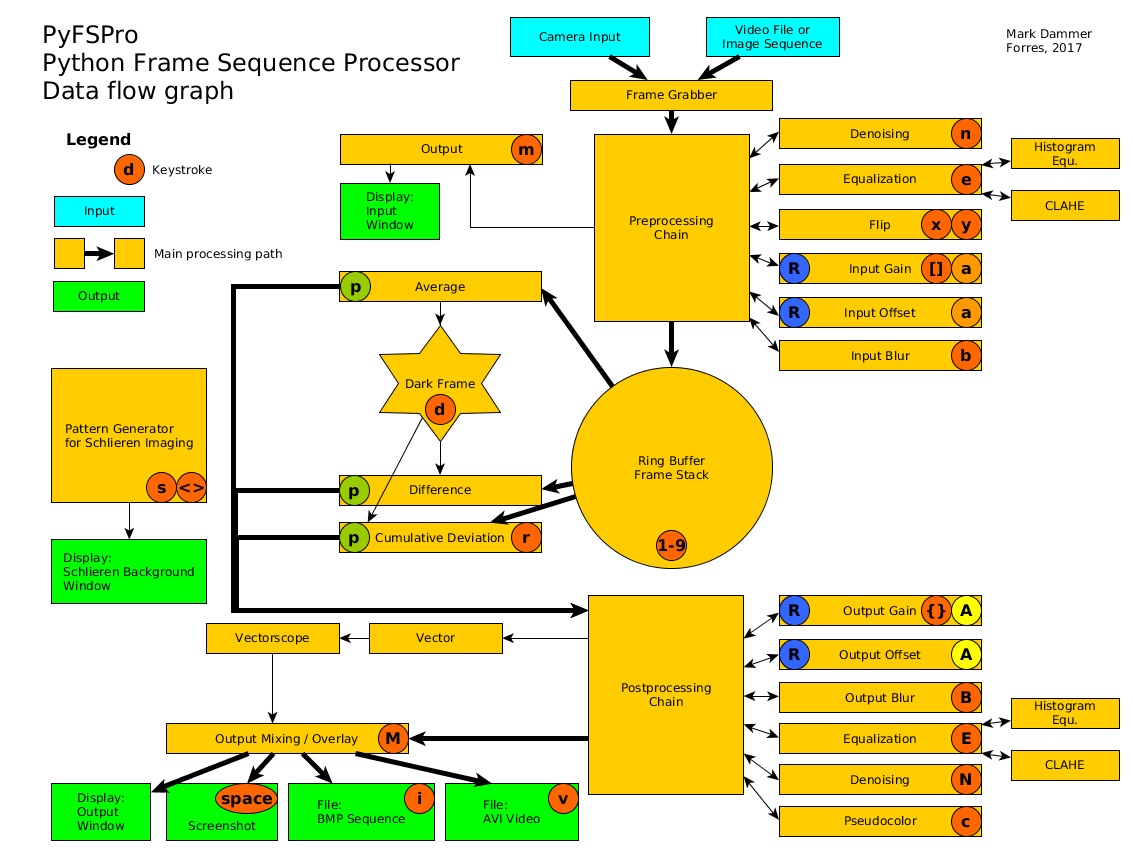 PyFSPro
Python Frame Sequence Processor
Data flow graph
Mark Dammer
Forres, 2017
Camera Input
Video File or
Image Sequence
Frame Grabber
Legend
d
Keystroke
Input
Main processing path
Output
Output
m
Display:
Input
Window
Preprocessing
Chain
Denoising
n
Equalization
e
Histogram
Equ.
CLAHE
Flip
x
y
R
Input Gain
[]
a
R
Input Offset
a
Input Blur
b
p
Average
Dark Frame
d
p
Difference
p
Cumulative Deviation
r
Ring Buffer
Frame Stack
1-9
Pattern Generator
for Schlieren Imaging
s
<>
Display:
Schlieren Background
Window
Vectorscope
Vector
Postprocessing
Chain
R
Output Gain
{}
A
R
Output Offset
A
Output Blur
B
Equalization
E
Histogram
Equ.
CLAHE
Denoising
N
Pseudocolor
c
Output Mixing / Overlay
M
Display:
Output
Window
space
Screenshot
File:
BMP Sequence
i
File:
AVI Video
v